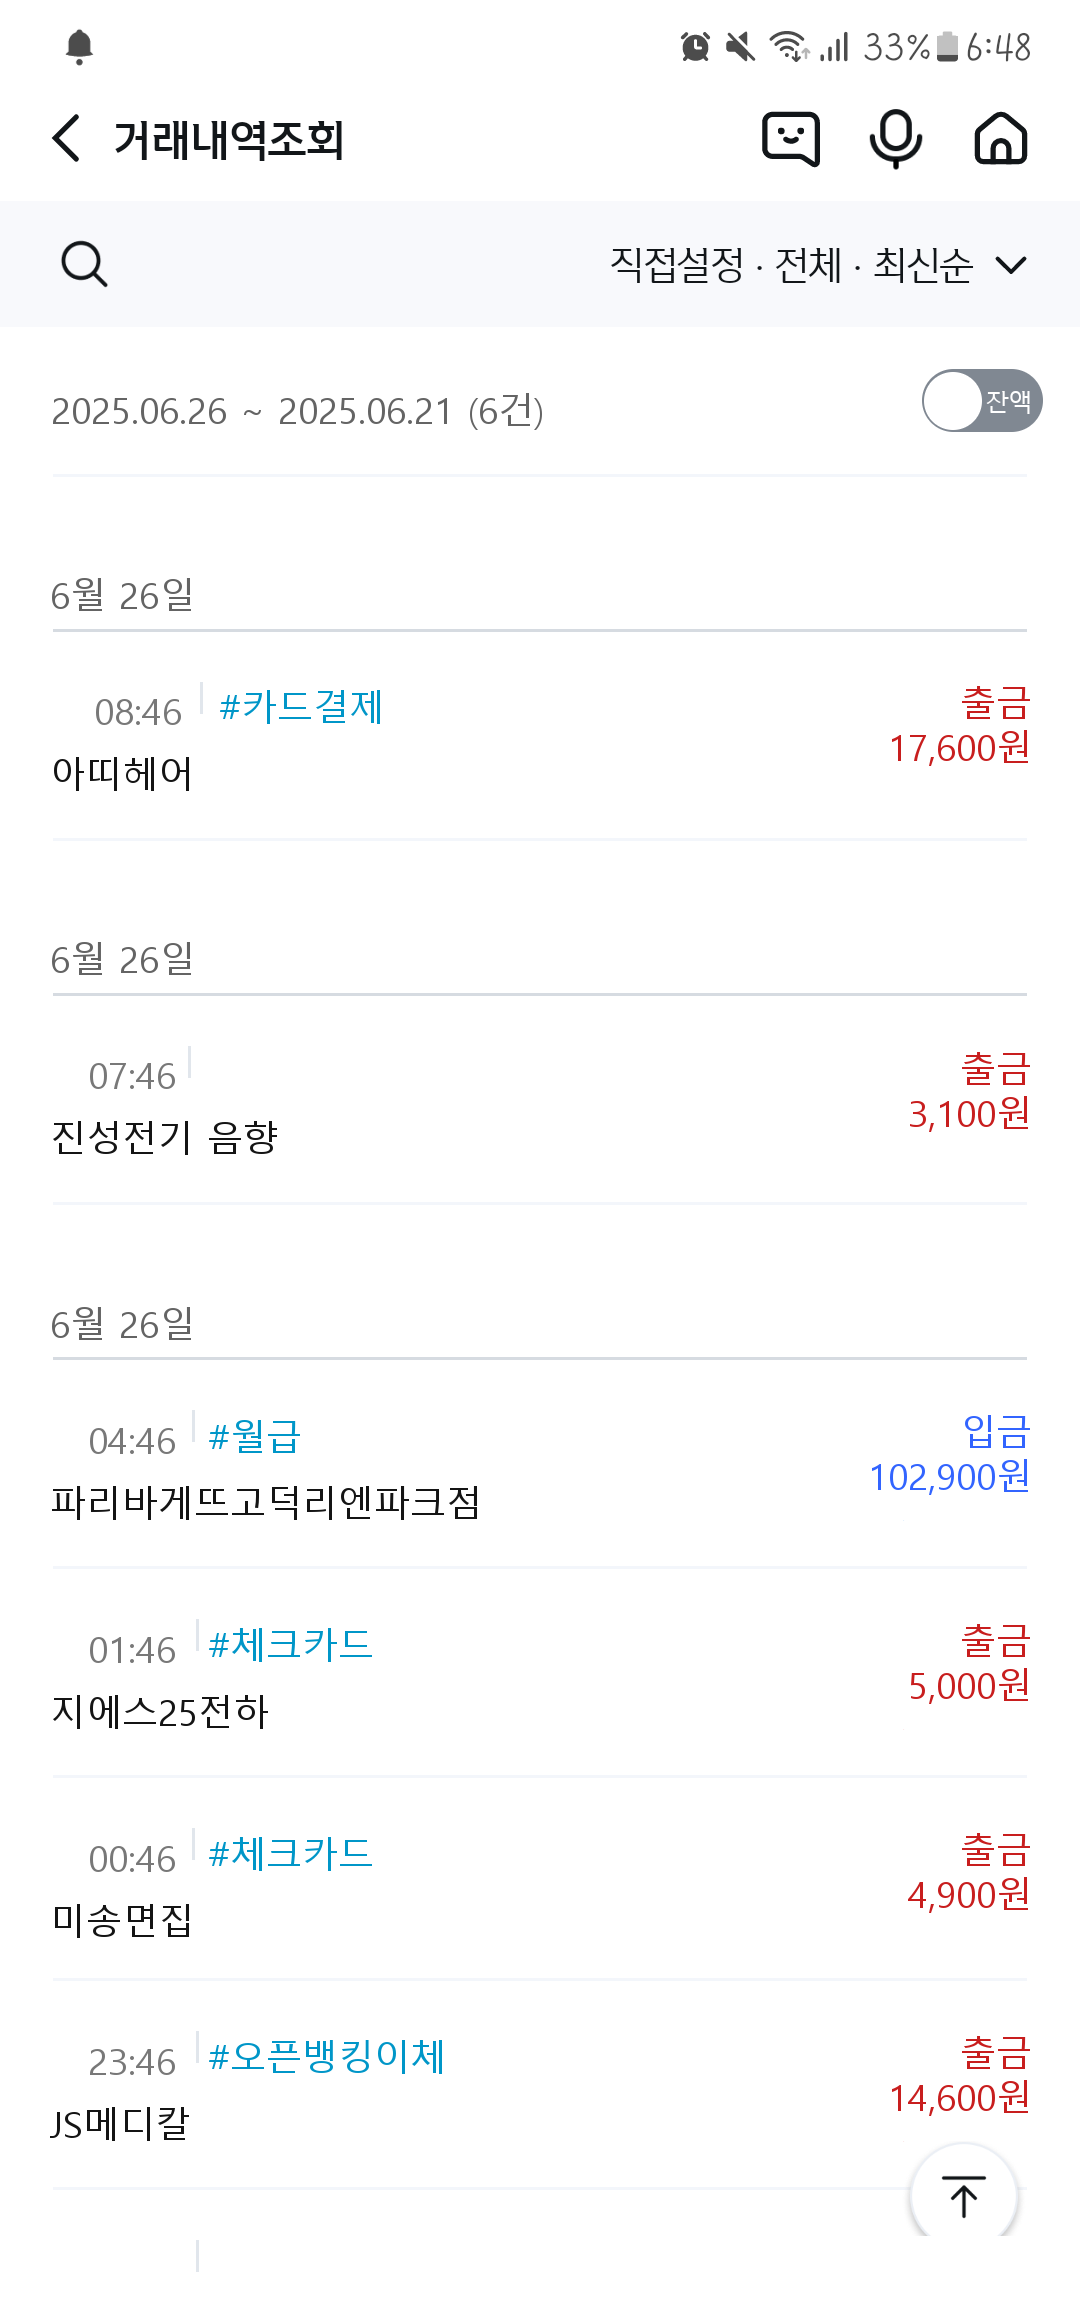 33% 6:48
거래내역조회
직접설정 · 전체 · 최신순
2025.06.26 ~ 2025.06.21 (6건)
잔액
6월 26일
08:46 #카드결제
출금
17,600원
아띠헤어
6월 26일
07:46
출금
3,100원
진성전기 음향
6월 26일
04:46 #월급
입금
102,900원
파리바게뜨고덕리엔파크점
01:46 #체크카드
출금
5,000원
지에스25전하
00:46 #체크카드
출금
4,900원
미송면집
23:46 #오픈뱅킹이체
출금
14,600원
JS메디칼